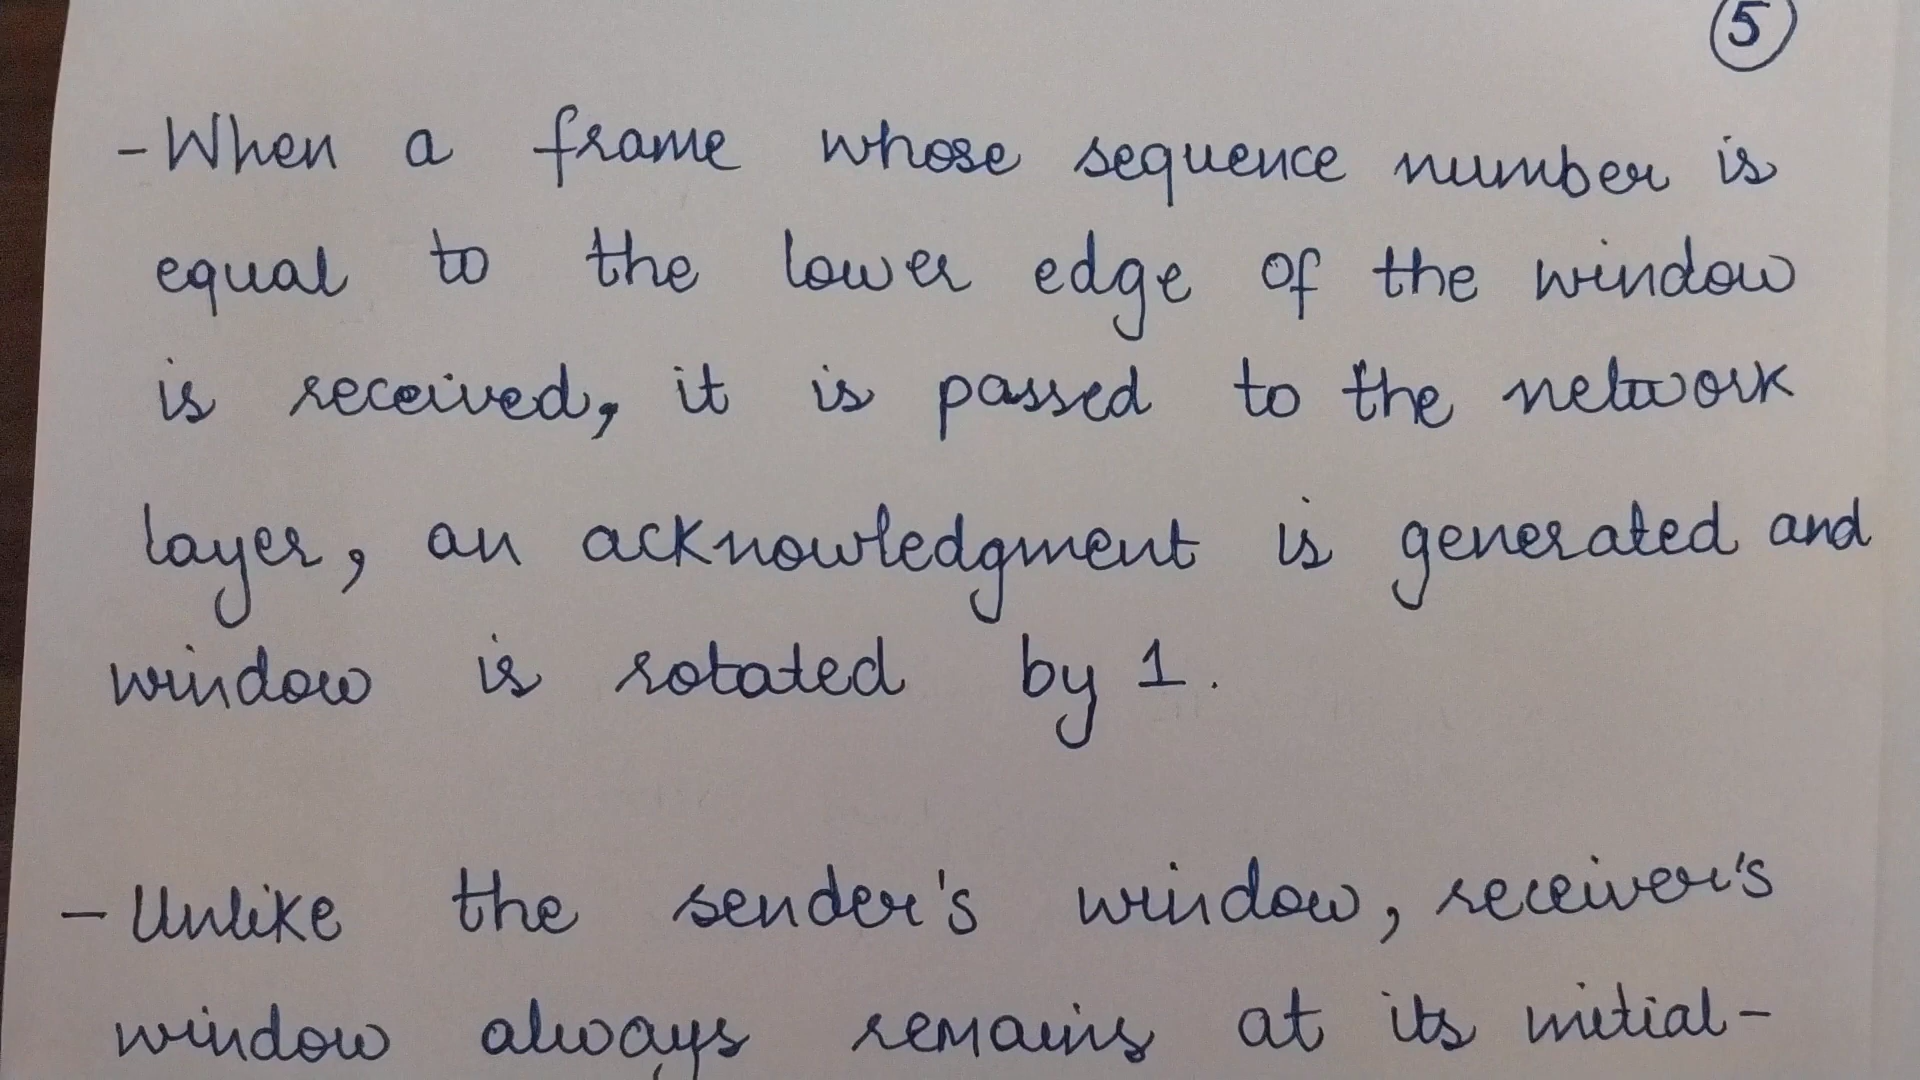 5
- When a frame whose sequence number is
equal to the lower edge of the window
is received, it is passed to the network
layer, an acknowledgment is generated and
window is rotated by 1.
- Unlike the sender's window, receiver's
window always remains at its initial-